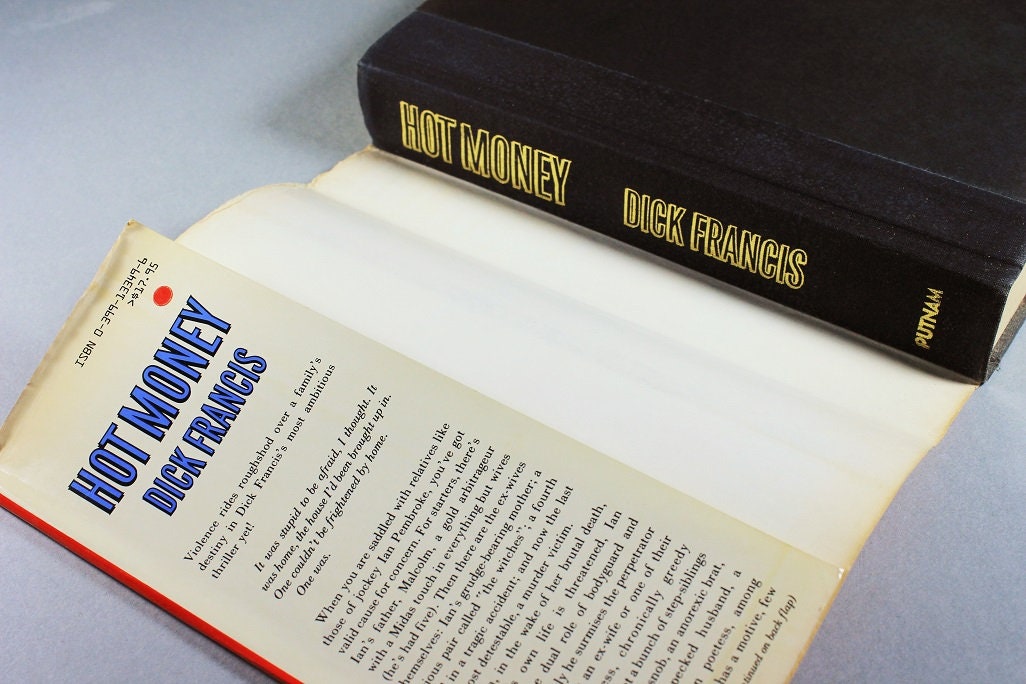 HOT MONEY
DICK FRANCIS
PUTNAM
ISBN 0-399-13349-6
>$17.95
HOT MONEY
DICK FRANCIS
Violence rides roughshod over a family's
destiny in Dick Francis's most ambitious
thriller yet!
It was stupid to be afraid, I thought. It
was home, the house I'd been brought up in.
One couldn't be frightened by home.
One was.
When you are saddled with relatives like
those of jockey Ian Pembroke, you've got
valid cause for concern. For starters, there's
Ian's father, Malcolm, a gold arbitrageur
with a Midas touch in everything but wives
(he's had five). Then there are the ex-wives
themselves: Ian's grudge-bearing mother; a
pair called "the witches"; a fourth
in a tragic accident; and now the last
detestable, a murder victim.
in the wake of her brutal death,
own life is threatened, Ian
dual role of bodyguard and
he surmises the perpetrator
an ex-wife or one of their
chronically greedy
a bunch of step-siblings
an anorexic brat,
husband, a
poetess, among
has a motive, few
on back flap)